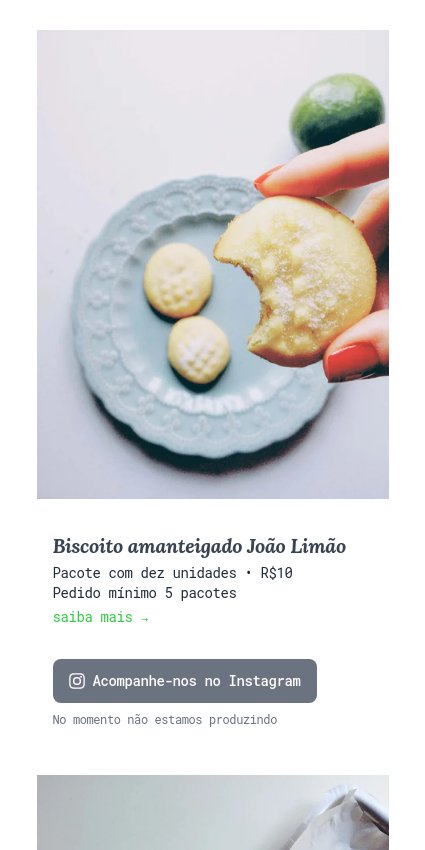 Biscoito amanteigado João Limão
Pacote com dez unidades • R$10
Pedido mínimo 5 pacotes
saiba mais →
Acompanhe-nos no Instagram
No momento não estamos produzindo